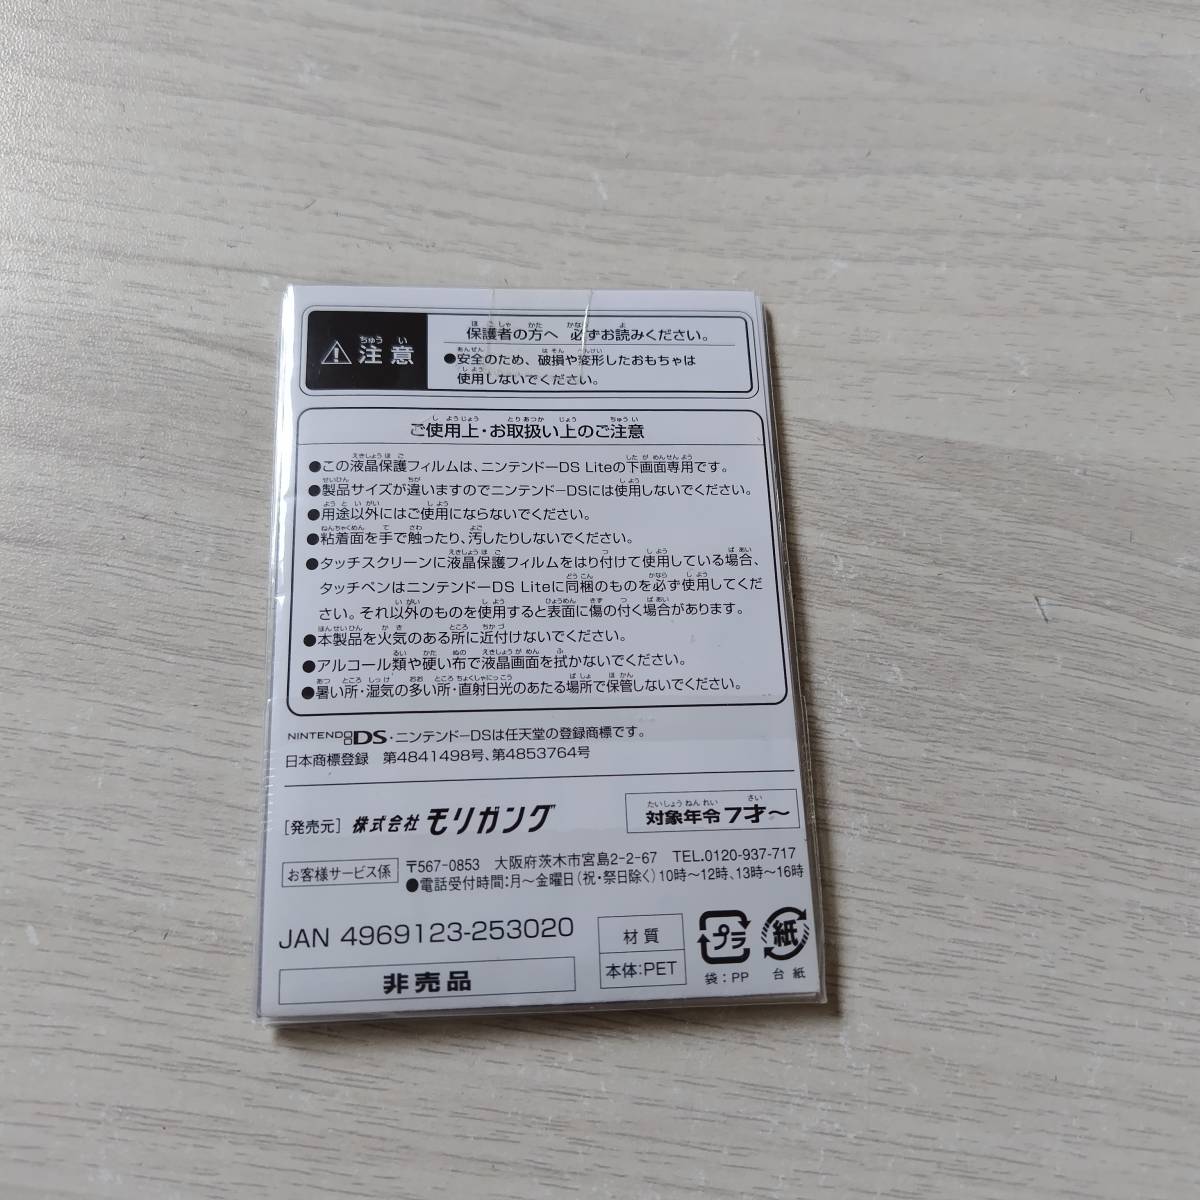 注意
保護者の方へ 必ずお読みください。
●安全のため、破損や変形したおもちゃは
使用しないでください。
ご使用上・お取扱い上のご注意
●この液晶保護フィルムは、ニンテンドーDS Liteの下画面専用です。
●製品サイズが違いますのでニンテンドーDSには使用しないでください。
●用途以外にはご使用にならないでください。
●粘着面を手で触ったり、汚したりしないでください。
●タッチスクリーンに液晶保護フィルムをはり付けて使用している場合、
タッチペンはニンテンドーDS Liteに同梱のものを必ず使用してくだ
さい。それ以外のものを使用すると表面に傷の付く場合があります。
●本製品を火気のある所に近付けないでください。
●アルコール類や硬い布で液晶画面を拭かないでください。
●暑い所・湿気の多い所・直射日光のあたる場所で保管しないでください。
NINTENDO DS・ニンテンドーDSは任天堂の登録商標です。
日本商標登録 第4841498号、第4853764号
[発売元] 株式会社 モリガング
対象年令 7才～
お客様サービス係
〒567-0853 大阪府茨木市宮島2-2-67 TEL.0120-937-717
●電話受付時間:月～金曜日(祝・祭日除く)10時～12時、13時～16時
JAN 4969123-253020
非売品
材質
本体:PET
プラ
袋:PP
紙
台紙